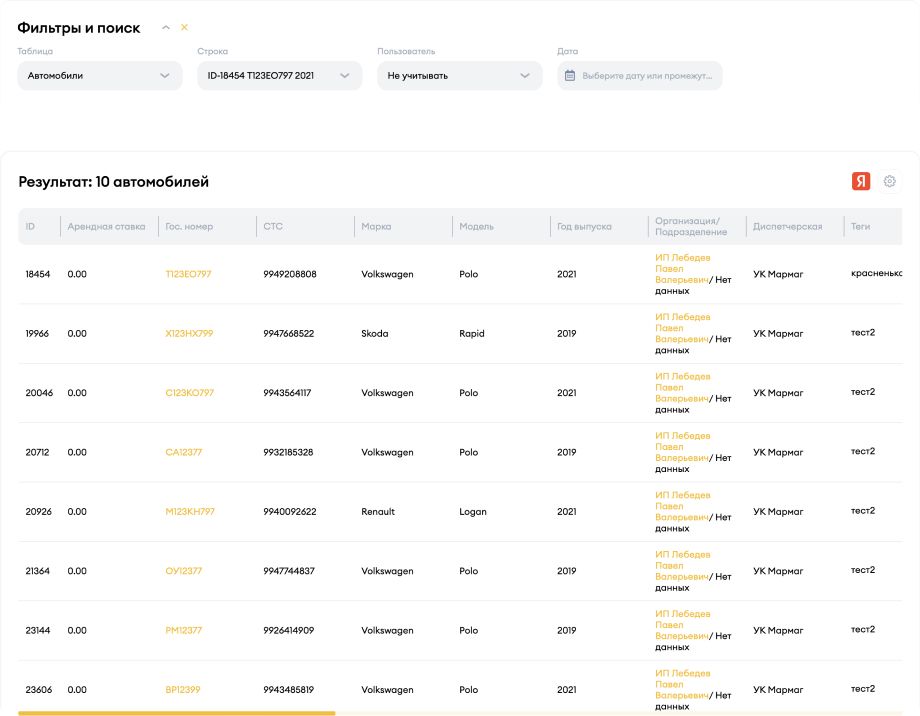 Фильтры и поиск
Таблица Строка Пользователь Дата
Автомобили ID-18454 Т123ЕО797 2021 Не учитывать Выберите дату или промежут...
Результат: 10 автомобилей Я
ID Арендная ставка Гос. номер СТС Марка Модель Год выпуска Организация/ Подразделение Диспетчерская Теги
18454 0.00 Т123ЕО797 9949208808 Volkswagen Polo 2021 ИП Лебедев Павел Валерьевич/ Нет данных УК Мармаг красненько
19966 0.00 Х123НХ799 9947668522 Skoda Rapid 2019 ИП Лебедев Павел Валерьевич/ Нет данных УК Мармаг тест2
20046 0.00 С123КО797 9943564117 Volkswagen Polo 2021 ИП Лебедев Павел Валерьевич/ Нет данных УК Мармаг тест2
20712 0.00 СА12377 9932185328 Volkswagen Polo 2019 ИП Лебедев Павел Валерьевич/ Нет данных УК Мармаг тест2
20926 0.00 М123КН797 9940092622 Renault Logan 2021 ИП Лебедев Павел Валерьевич/ Нет данных УК Мармаг тест2
21364 0.00 ОУ12377 9947744837 Volkswagen Polo 2019 ИП Лебедев Павел Валерьевич/ Нет данных УК Мармаг тест2
23144 0.00 РМ12377 9926414909 Volkswagen Polo 2019 ИП Лебедев Павел Валерьевич/ Нет данных УК Мармаг тест2
23606 0.00 ВР12399 9943485819 Volkswagen Polo 2021 ИП Лебедев Павел Валерьевич/ Нет данных УК Мармаг тест2